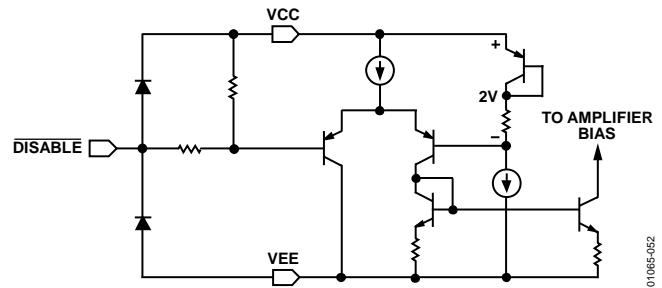 VCC
+
2V
−
TO AMPLIFIER
BIAS
DISABLE
VEE
01065-052